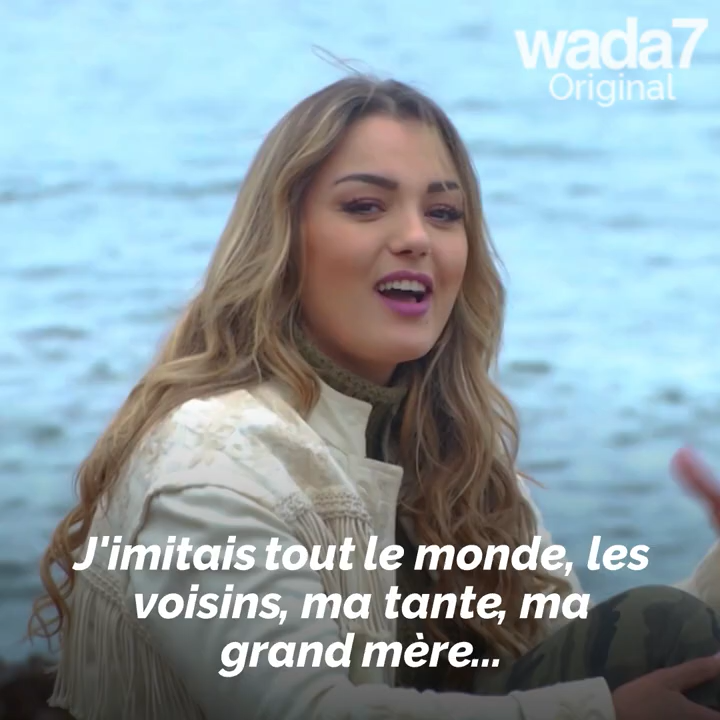 wada7
Original
J'imitais tout le monde, les
voisins, ma tante, ma
grand mère...